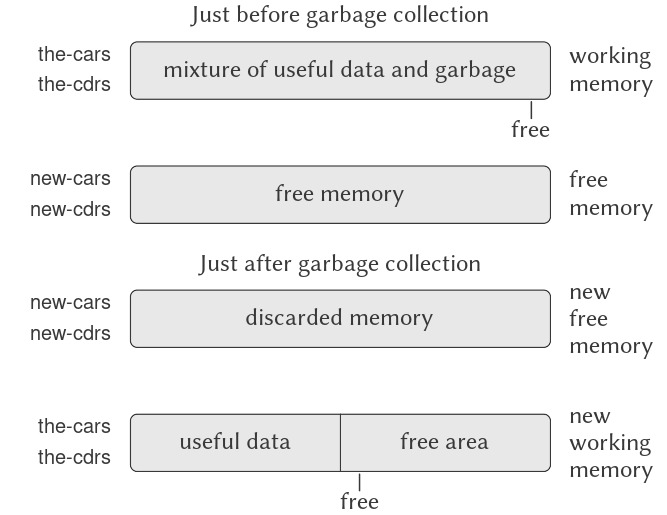 Just before garbage collection
the-cars
the-cdrs
mixture of useful data and garbage
working
memory
free
new-cars
new-cdrs
free memory
free
memory
Just after garbage collection
new-cars
new-cdrs
discarded memory
new
free
memory
the-cars
the-cdrs
useful data
free area
new
working
memory
free